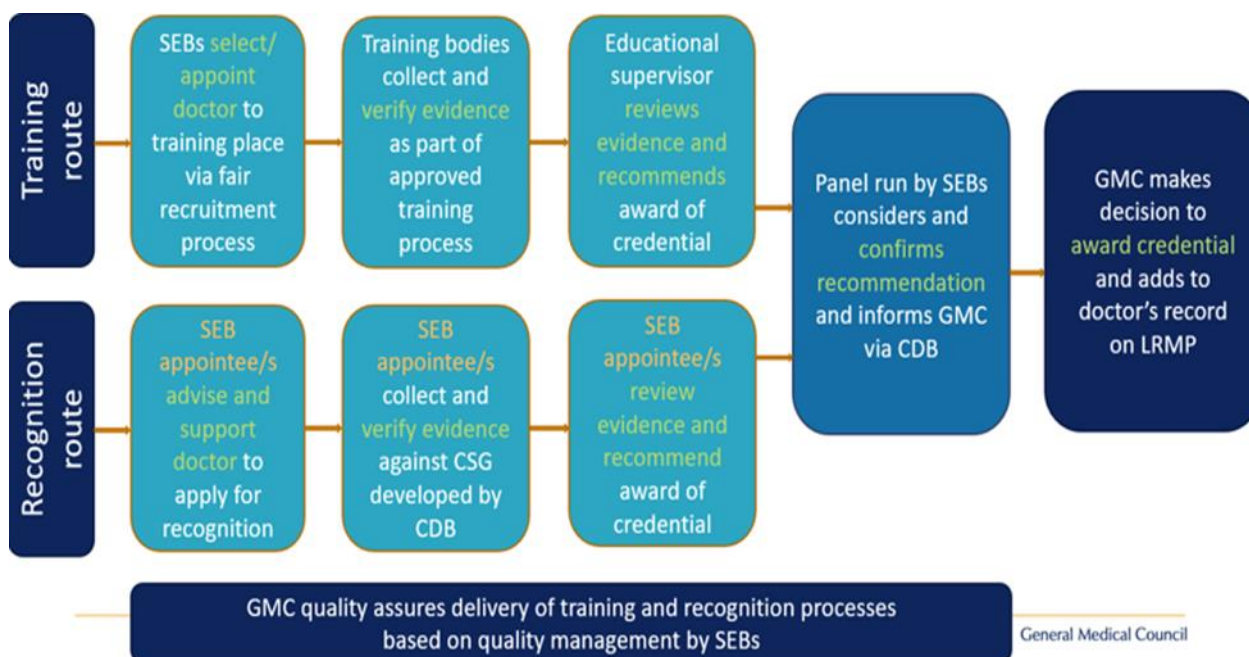 Training
route
SEBs select/
appoint
doctor to
training place
via fair
recruitment
process
Training bodies
collect and
verify evidence
as part of
approved
training
process
Educational
supervisor
reviews
evidence and
recommends
award of
credential
Recognition
route
SEB
appointee/s
advise and
support
doctor to
apply for
recognition
SEB
appointee/s
collect and
verify evidence
against CSG
developed by
CDB
SEB
appointee/s
review
evidence and
recommend
award of
credential
Panel run by SEBs
considers and
confirms
recommendation
and informs GMC
via CDB
GMC makes
decision to
award credential
and adds to
doctor's record
on LRMP
GMC quality assures delivery of training and recognition processes
based on quality management by SEBs
General Medical Council